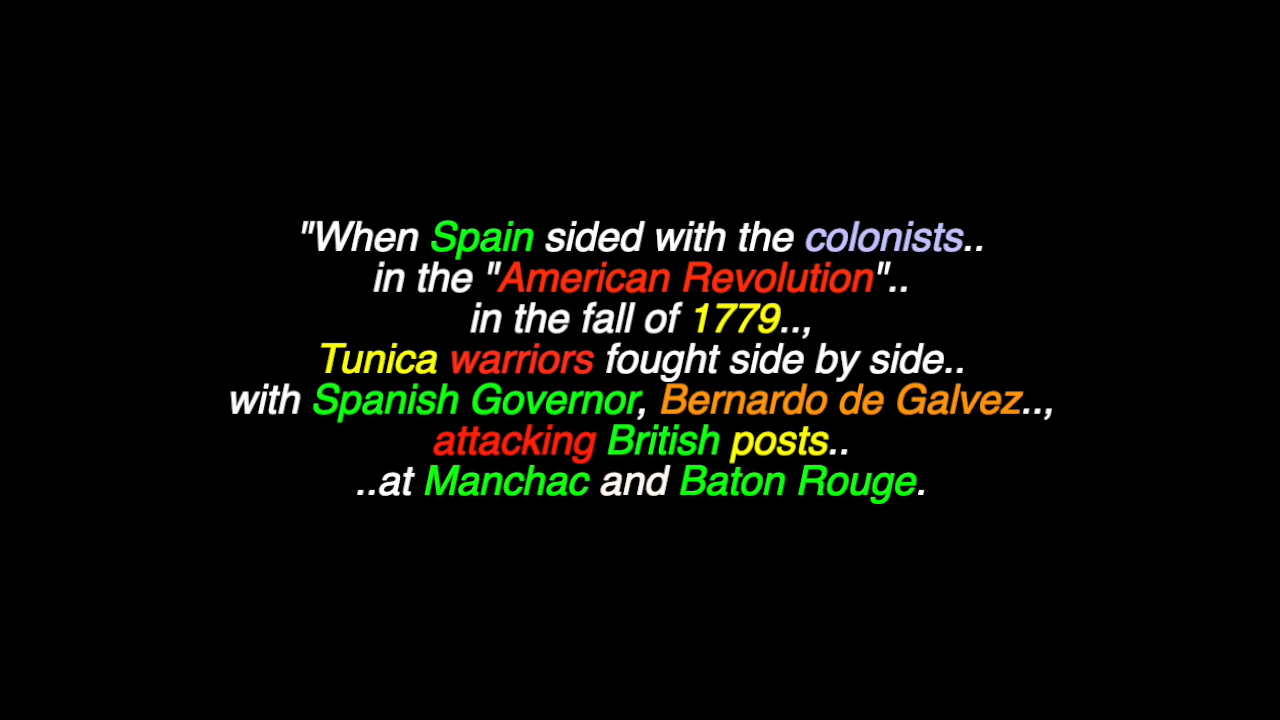 "When Spain sided with the colonists..
in the "American Revolution"..
in the fall of 1779..,
Tunica warriors fought side by side..
with Spanish Governor, Bernardo de Galvez..,
attacking British posts..
..at Manchac and Baton Rouge.